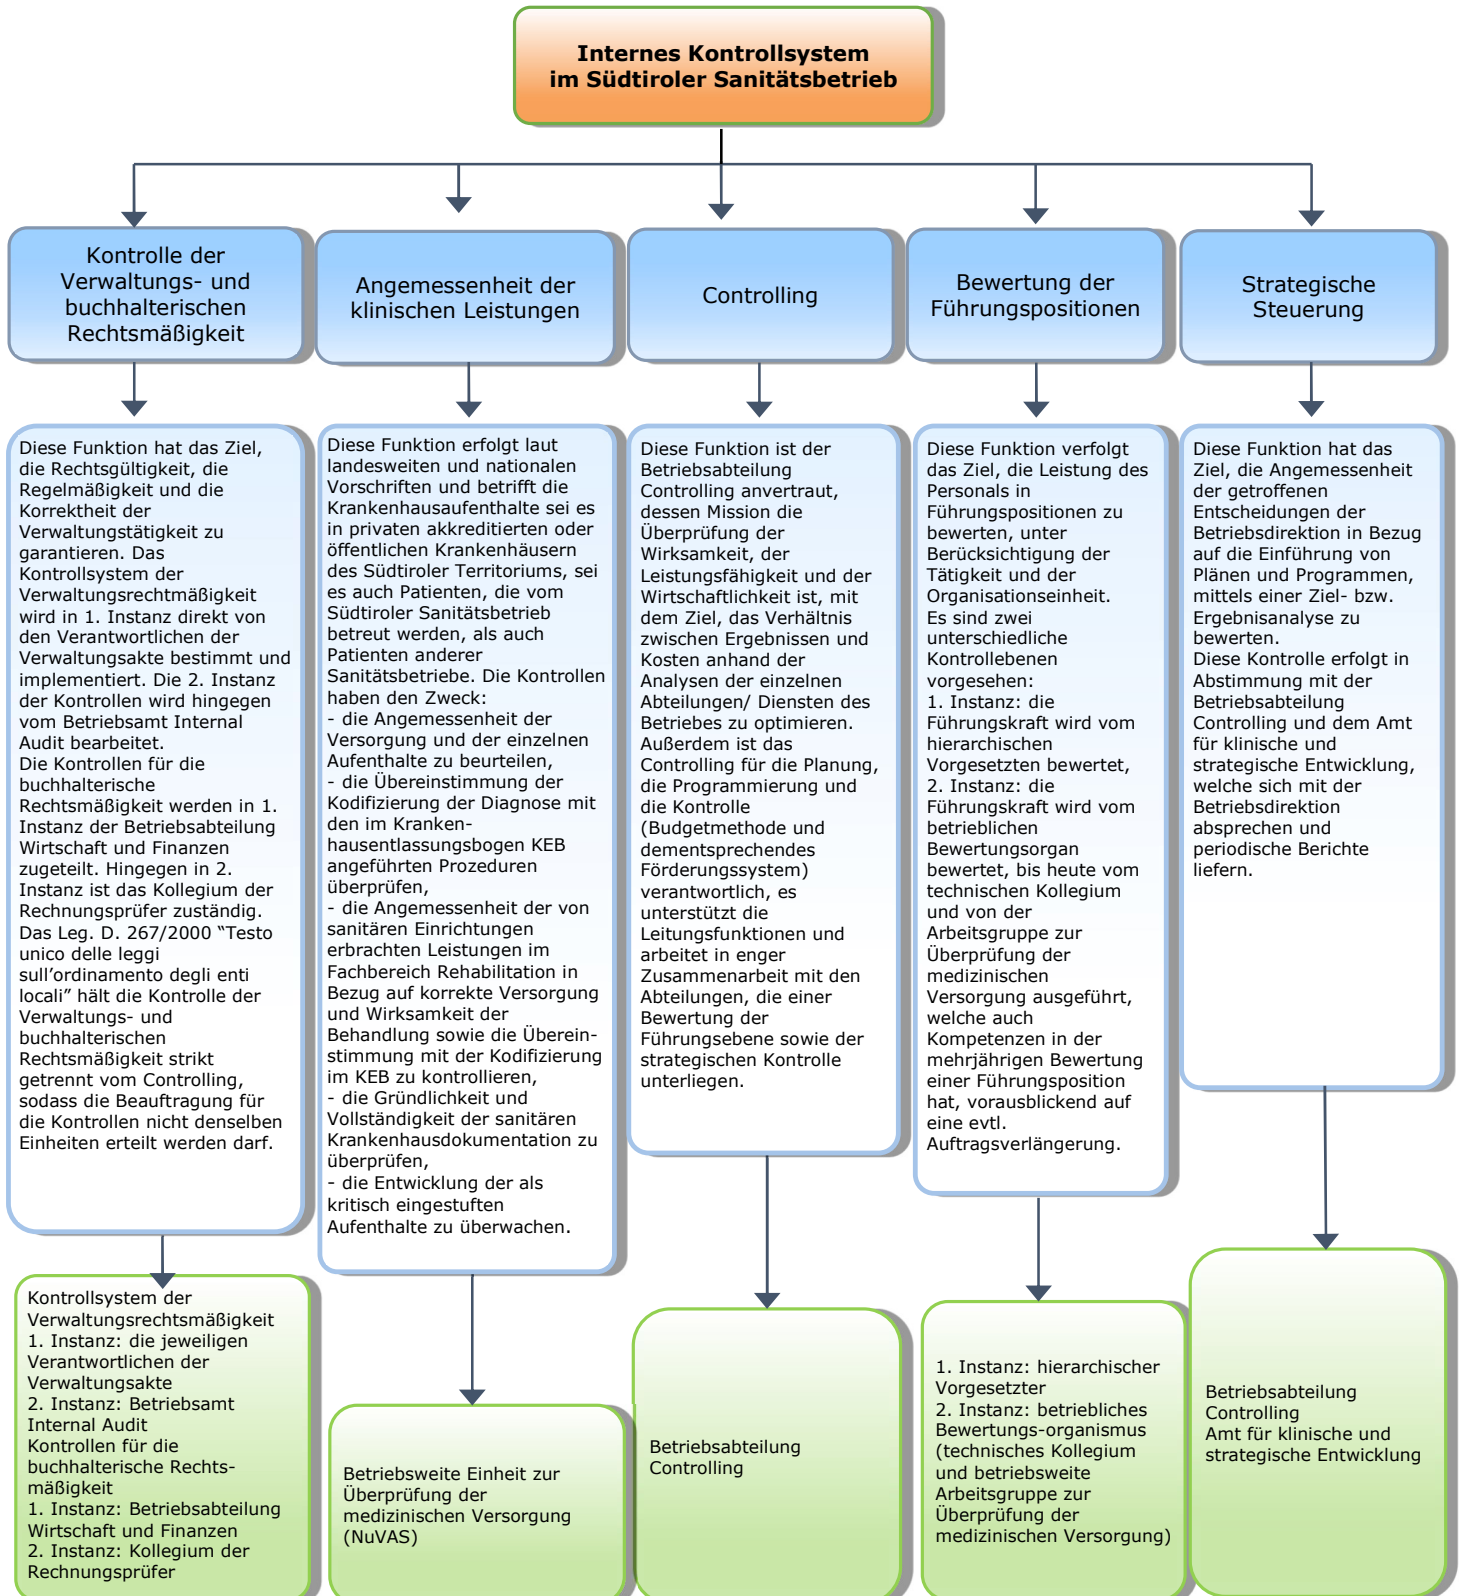 Internes Kontrollsystem
im Südtiroler Sanitätsbetrieb
Kontrolle der
Verwaltungs- und
buchhalterischen
Rechtsmäßigkeit
Angemessenheit der
klinischen Leistungen
Controlling
Bewertung der
Führungspositionen
Strategische
Steuerung
Diese Funktion hat das Ziel,
die Rechtsgültigkeit, die
Regelmäßigkeit und die
Korrektheit der
Verwaltungstätigkeit zu
garantieren. Das
Kontrollsystem der
Verwaltungsrechtmäßigkeit
wird in 1. Instanz direkt von
den Verantwortlichen der
Verwaltungsakte bestimmt und
implementiert. Die 2. Instanz
der Kontrollen wird hingegen
vom Betriebsamt Internal
Audit bearbeitet.
Die Kontrollen für die
buchhalterische
Rechtsmäßigkeit werden in 1.
Instanz der Betriebsabteilung
Wirtschaft und Finanzen
zugeteilt. Hingegen in 2.
Instanz ist das Kollegium der
Rechnungsprüfer zuständig.
Das Leg. D. 267/2000 “Testo
unico delle leggi
sull’ordinamento degli enti
locali” hält die Kontrolle der
Verwaltungs- und
buchhalterischen
Rechtsmäßigkeit strikt
getrennt vom Controlling,
sodass die Beauftragung für
die Kontrollen nicht denselben
Einheiten erteilt werden darf.
Diese Funktion erfolgt laut
landesweiten und nationalen
Vorschriften und betrifft die
Krankenhausaufenthalte sei es
in privaten akkreditierten oder
öffentlichen Krankenhäusern
des Südtiroler Territoriums, sei
es auch Patienten, die vom
Südtiroler Sanitätsbetrieb
betreut werden, als auch
Patienten anderer
Sanitätsbetriebe. Die Kontrollen
haben den Zweck:
- die Angemessenheit der
Versorgung und der einzelnen
Aufenthalte zu beurteilen,
- die Übereinstimmung der
Kodifizierung der Diagnose mit
den im Kranken-
hausentlassungsbogen KEB
angeführten Prozeduren
überprüfen,
- die Angemessenheit der von
sanitären Einrichtungen
erbrachten Leistungen im
Fachbereich Rehabilitation in
Bezug auf korrekte Versorgung
und Wirksamkeit der
Behandlung sowie die Überein-
stimmung mit der Kodifizierung
im KEB zu kontrollieren,
- die Gründlichkeit und
Vollständigkeit der sanitären
Krankenhausdokumentation zu
überprüfen,
- die Entwicklung der als
kritisch eingestuften
Aufenthalte zu überwachen.
Diese Funktion ist der
Betriebsabteilung
Controlling anvertraut,
dessen Mission die
Überprüfung der
Wirksamkeit, der
Leistungsfähigkeit und der
Wirtschaftlichkeit ist, mit
dem Ziel, das Verhältnis
zwischen Ergebnissen und
Kosten anhand der
Analysen der einzelnen
Abteilungen/ Diensten des
Betriebes zu optimieren.
Außerdem ist das
Controlling für die Planung,
die Programmierung und
die Kontrolle
(Budgetmethode und
dementsprechendes
Förderungssystem)
verantwortlich, es
unterstützt die
Leitungsfunktionen und
arbeitet in enger
Zusammenarbeit mit den
Abteilungen, die einer
Bewertung der
Führungsebene sowie der
strategischen Kontrolle
unterliegen.
Diese Funktion verfolgt
das Ziel, die Leistung des
Personals in
Führungspositionen zu
bewerten, unter
Berücksichtigung der
Tätigkeit und der
Organisationseinheit.
Es sind zwei
unterschiedliche
Kontrollebenen
vorgesehen:
1. Instanz: die
Führungskraft wird vom
hierarchischen
Vorgesetzten bewertet,
2. Instanz: die
Führungskraft wird vom
betrieblichen
Bewertungsorgan
bewertet, bis heute vom
technischen Kollegium
und von der
Arbeitsgruppe zur
Überprüfung der
medizinischen
Versorgung ausgeführt,
welche auch
Kompetenzen in der
mehrjährigen Bewertung
einer Führungsposition
hat, vorausblickend auf
eine evtl.
Auftragsverlängerung.
Diese Funktion hat das
Ziel, die Angemessenheit
der getroffenen
Entscheidungen der
Betriebsdirektion in Bezug
auf die Einführung von
Plänen und Programmen,
mittels einer Ziel- bzw.
Ergebnisanalyse zu
bewerten.
Diese Kontrolle erfolgt in
Abstimmung mit der
Betriebsabteilung
Controlling und dem Amt
für klinische und
strategische Entwicklung,
welche sich mit der
Betriebsdirektion
absprechen und
periodische Berichte
liefern.
Kontrollsystem der
Verwaltungsrechtsmäßigkeit
1. Instanz: die jeweiligen
Verantwortlichen der
Verwaltungsakte
2. Instanz: Betriebsamt
Internal Audit
Kontrollen für die
buchhalterische Rechts-
mäßigkeit
1. Instanz: Betriebsabteilung
Wirtschaft und Finanzen
2. Instanz: Kollegium der
Rechnungsprüfer
Betriebsweite Einheit zur
Überprüfung der
medizinischen Versorgung
(NuVAS)
Betriebsabteilung
Controlling
1. Instanz: hierarchischer
Vorgesetzter
2. Instanz: betriebliches
Bewertungs-organismus
(technisches Kollegium
und betriebsweite
Arbeitsgruppe zur
Überprüfung der
medizinischen Versorgung)
Betriebsabteilung
Controlling
Amt für klinische und
strategische Entwicklung